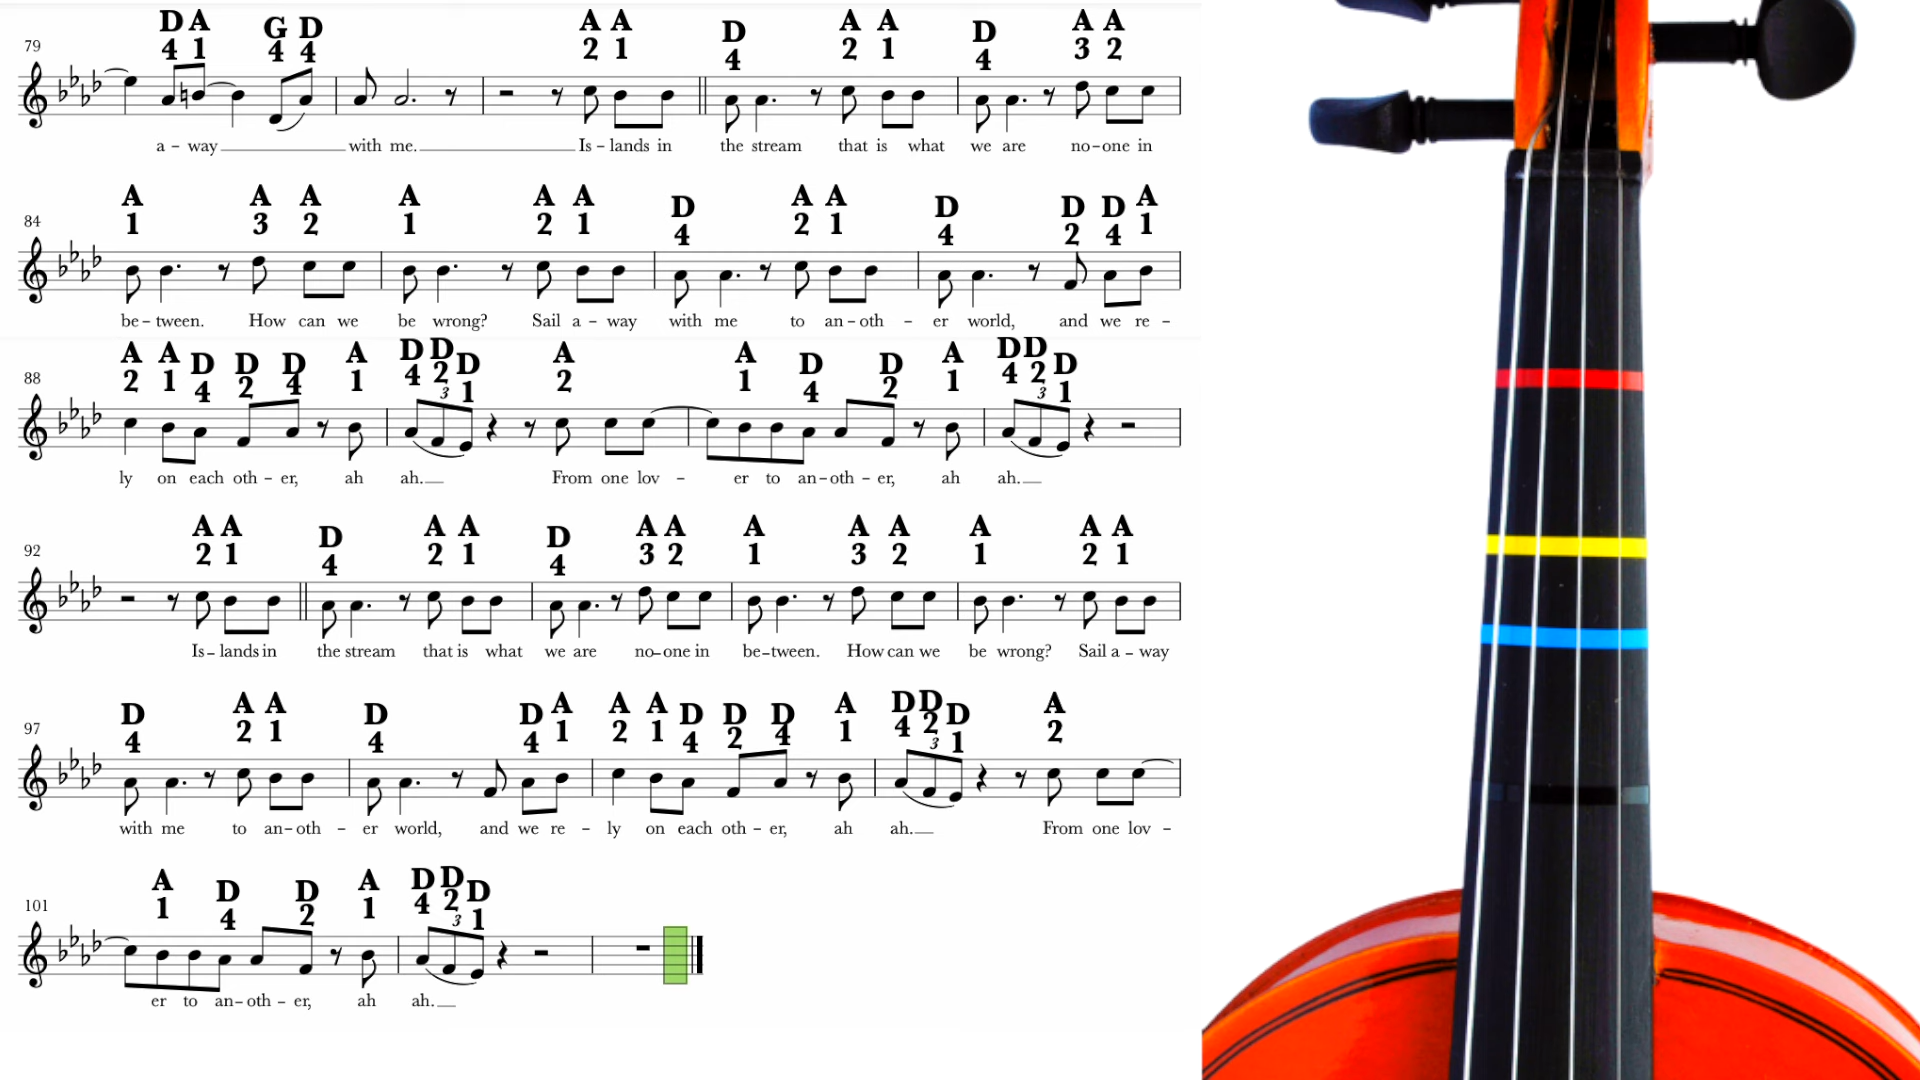 D A G D A A D A A D A A
79 4 1 4 4 2 1 4 2 1 4 3 2
a – way with me. Is – lands in the stream that is what we are no – one in
A A A A A A D A A D D D A
84 1 3 2 1 2 1 4 2 1 4 2 4 1
be – tween. How can we be wrong? Sail a – way with me to an – oth – er world, and we re –
A A D D D A D D D A A D D A D D D
88 2 1 4 2 4 1 4 2 1 2 1 4 2 1 4 2 1
3 3
ly on each oth – er, ah ah. From one lov – er to an – oth – er, ah ah.
A A D A A D A A A A A A A A
92 2 1 4 2 1 4 3 2 1 3 2 1 2 1
Is – lands in the stream that is what we are no – one in be – tween. How can we be wrong? Sail a – way
D A A D D A A A D D D A D D D A
97 4 2 1 4 4 1 2 1 4 2 4 1 4 2 1 2
3
with me to an – oth – er world, and we re – ly on each oth – er, ah ah. From one lov –
A D D A D D D
101 1 4 2 1 4 2 1
3
er to an – oth – er, ah ah.